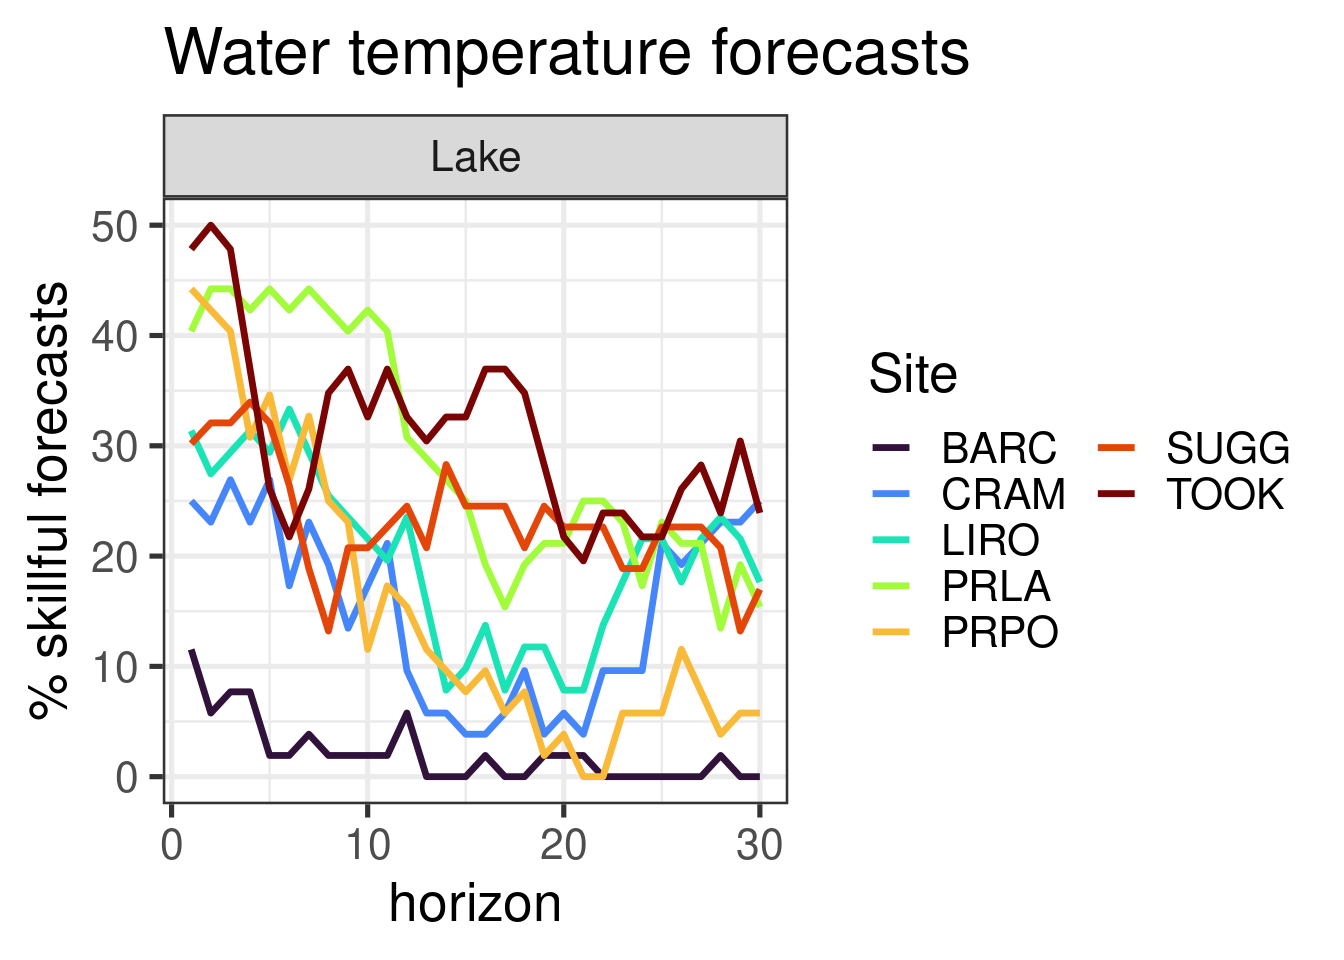 Water temperature forecasts
Lake
% skillful forecasts
50
40
30
20
10
0
0 10 20 30
horizon
Site
BARC SUGG
CRAM TOOK
LIRO
PRLA
PRPO